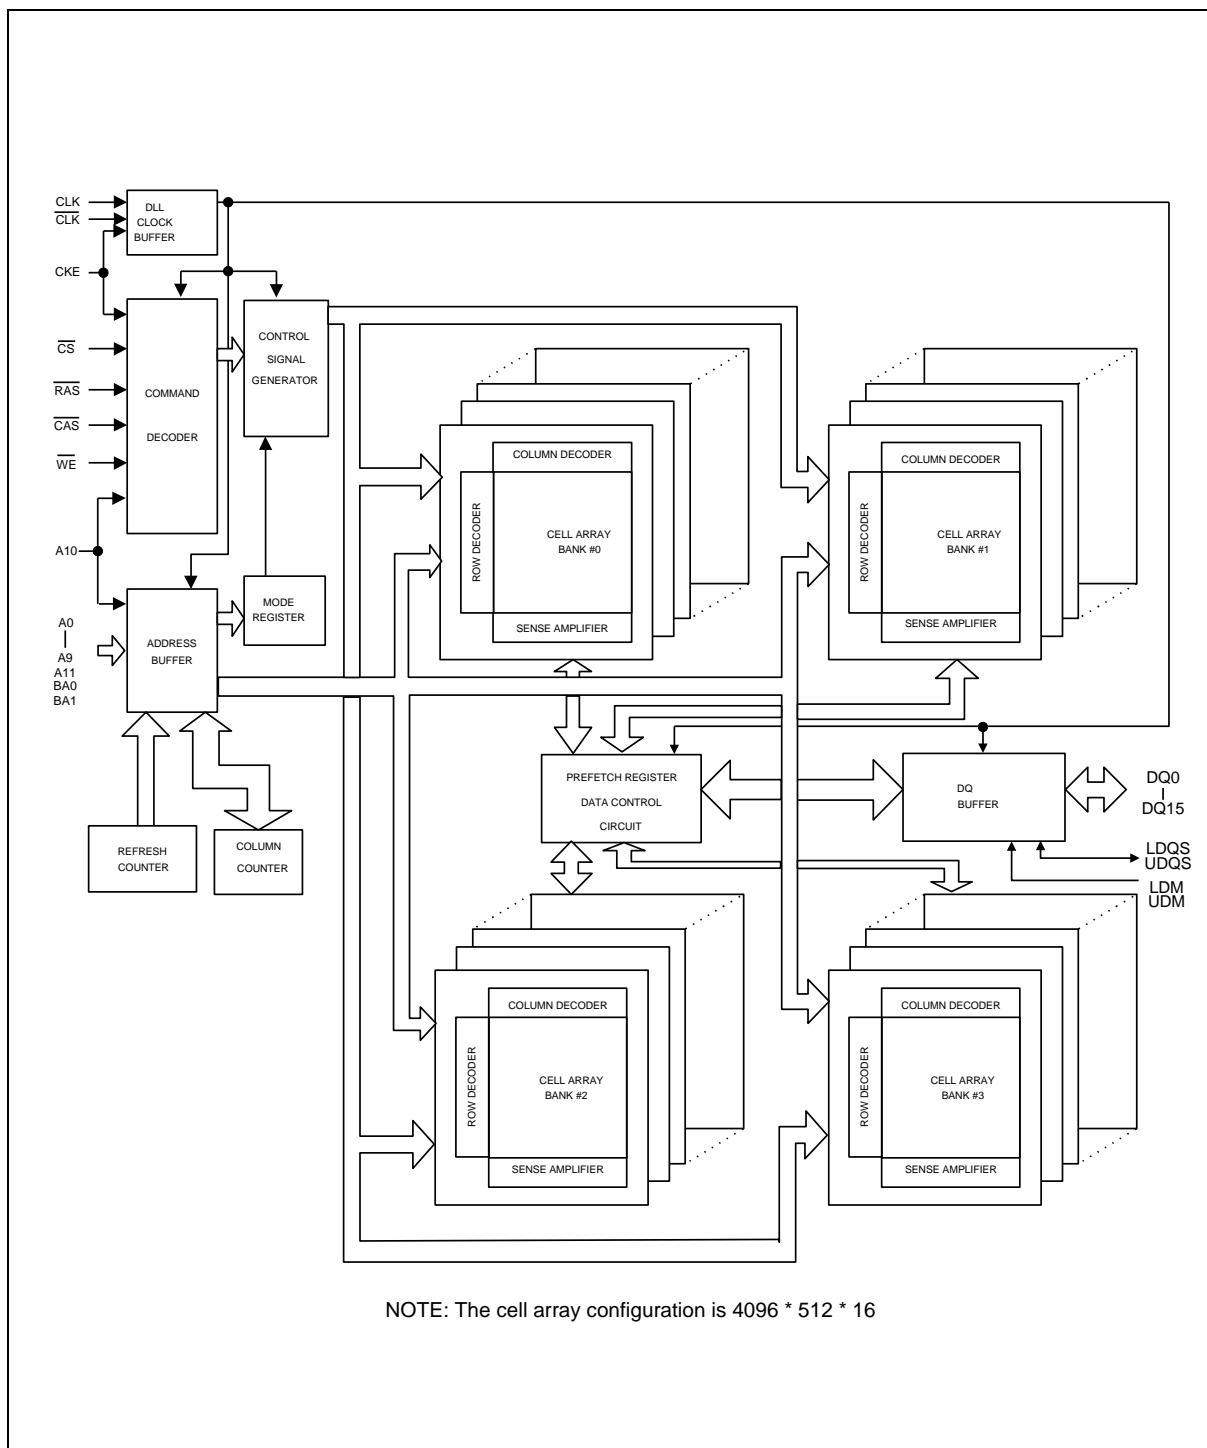 CLK
CLK
CKE
CS
RAS
CAS
WE
A10
A0
A9
A11
BA0
BA1
DLL
CLOCK
BUFFER
COMMAND
DECODER
CONTROL
SIGNAL
GENERATOR
MODE
REGISTER
ADDRESS
BUFFER
REFRESH
COUNTER
COLUMN
COUNTER
COLUMN DECODER
ROW DECODER
CELL ARRAY
BANK #0
SENSE AMPLIFIER
COLUMN DECODER
ROW DECODER
CELL ARRAY
BANK #1
SENSE AMPLIFIER
PREFETCH REGISTER
DATA CONTROL
CIRCUIT
DQ
BUFFER
DQ0
DQ15
LDQS
UDQS
LDM
UDM
COLUMN DECODER
ROW DECODER
CELL ARRAY
BANK #2
SENSE AMPLIFIER
COLUMN DECODER
ROW DECODER
CELL ARRAY
BANK #3
SENSE AMPLIFIER
NOTE: The cell array configuration is 4096 * 512 * 16